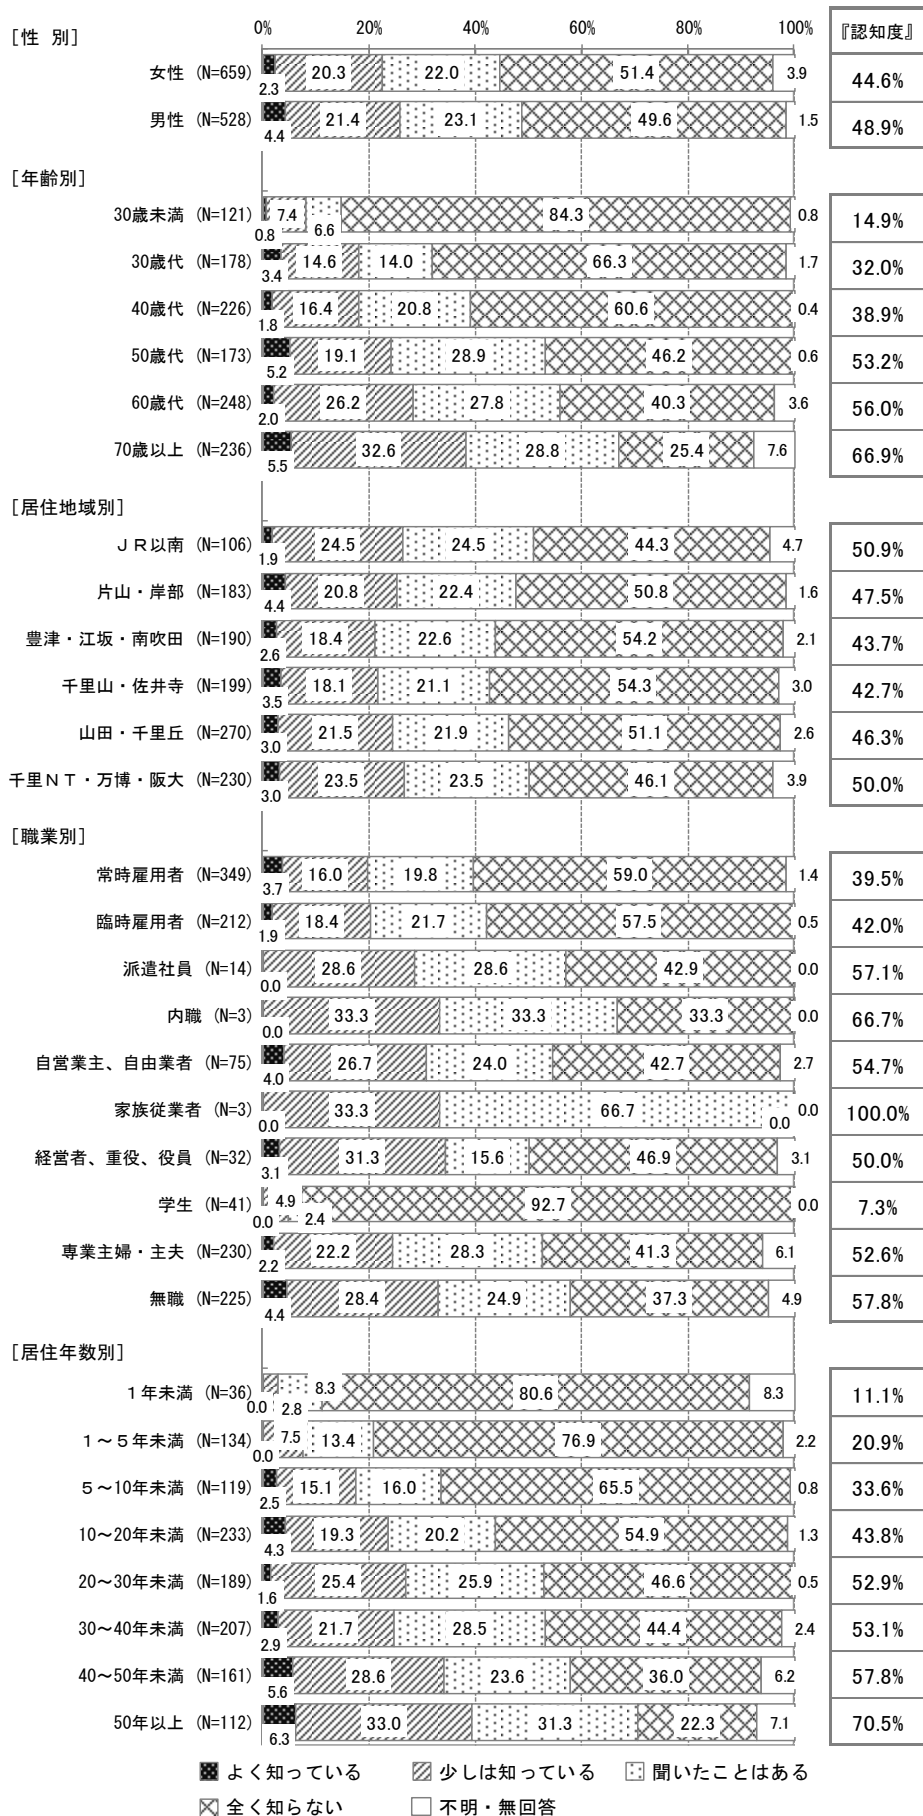 0% 20% 40% 60% 80% 100% 『認知度』
[性 別]
女性 (N=659) 2.3 20.3 22.0 51.4 3.9 44.6%
男性 (N=528) 4.4 21.4 23.1 49.6 1.5 48.9%
[年齢別]
30歳未満 (N=121) 0.8 7.4 6.6 84.3 0.8 14.9%
30歳代 (N=178) 3.4 14.6 14.0 66.3 1.7 32.0%
40歳代 (N=226) 1.8 16.4 20.8 60.6 0.4 38.9%
50歳代 (N=173) 5.2 19.1 28.9 46.2 0.6 53.2%
60歳代 (N=248) 2.0 26.2 27.8 40.3 3.6 56.0%
70歳以上 (N=236) 5.5 32.6 28.8 25.4 7.6 66.9%
[居住地域別]
ＪＲ以南 (N=106) 1.9 24.5 24.5 44.3 4.7 50.9%
片山・岸部 (N=183) 4.4 20.8 22.4 50.8 1.6 47.5%
豊津・江坂・南吹田 (N=190) 2.6 18.4 22.6 54.2 2.1 43.7%
千里山・佐井寺 (N=199) 3.5 18.1 21.1 54.3 3.0 42.7%
山田・千里丘 (N=270) 3.0 21.5 21.9 51.1 2.6 46.3%
千里ＮＴ・万博・阪大 (N=230) 3.0 23.5 23.5 46.1 3.9 50.0%
[職業別]
常時雇用者 (N=349) 3.7 16.0 19.8 59.0 1.4 39.5%
臨時雇用者 (N=212) 1.9 18.4 21.7 57.5 0.5 42.0%
派遣社員 (N=14) 0.0 28.6 28.6 42.9 0.0 57.1%
内職 (N=3) 0.0 33.3 33.3 33.3 0.0 66.7%
自営業主、自由業者 (N=75) 4.0 26.7 24.0 42.7 2.7 54.7%
家族従業者 (N=3) 0.0 33.3 66.7 0.0 0.0 100.0%
経営者、重役、役員 (N=32) 3.1 31.3 15.6 46.9 3.1 50.0%
学生 (N=41) 0.0 4.9 2.4 92.7 0.0 7.3%
専業主婦・主夫 (N=230) 2.2 22.2 28.3 41.3 6.1 52.6%
無職 (N=225) 4.4 28.4 24.9 37.3 4.9 57.8%
[居住年数別]
１年未満 (N=36) 0.0 2.8 8.3 80.6 8.3 11.1%
１～５年未満 (N=134) 0.0 7.5 13.4 76.9 2.2 20.9%
５～10年未満 (N=119) 2.5 15.1 16.0 65.5 0.8 33.6%
10～20年未満 (N=233) 4.3 19.3 20.2 54.9 1.3 43.8%
20～30年未満 (N=189) 1.6 25.4 25.9 46.6 0.5 52.9%
30～40年未満 (N=207) 2.9 21.7 28.5 44.4 2.4 53.1%
40～50年未満 (N=161) 5.6 28.6 23.6 36.0 6.2 57.8%
50年以上 (N=112) 6.3 33.0 31.3 22.3 7.1 70.5%
よく知っている 少しは知っている 聞いたことはある
全く知らない 不明・無回答